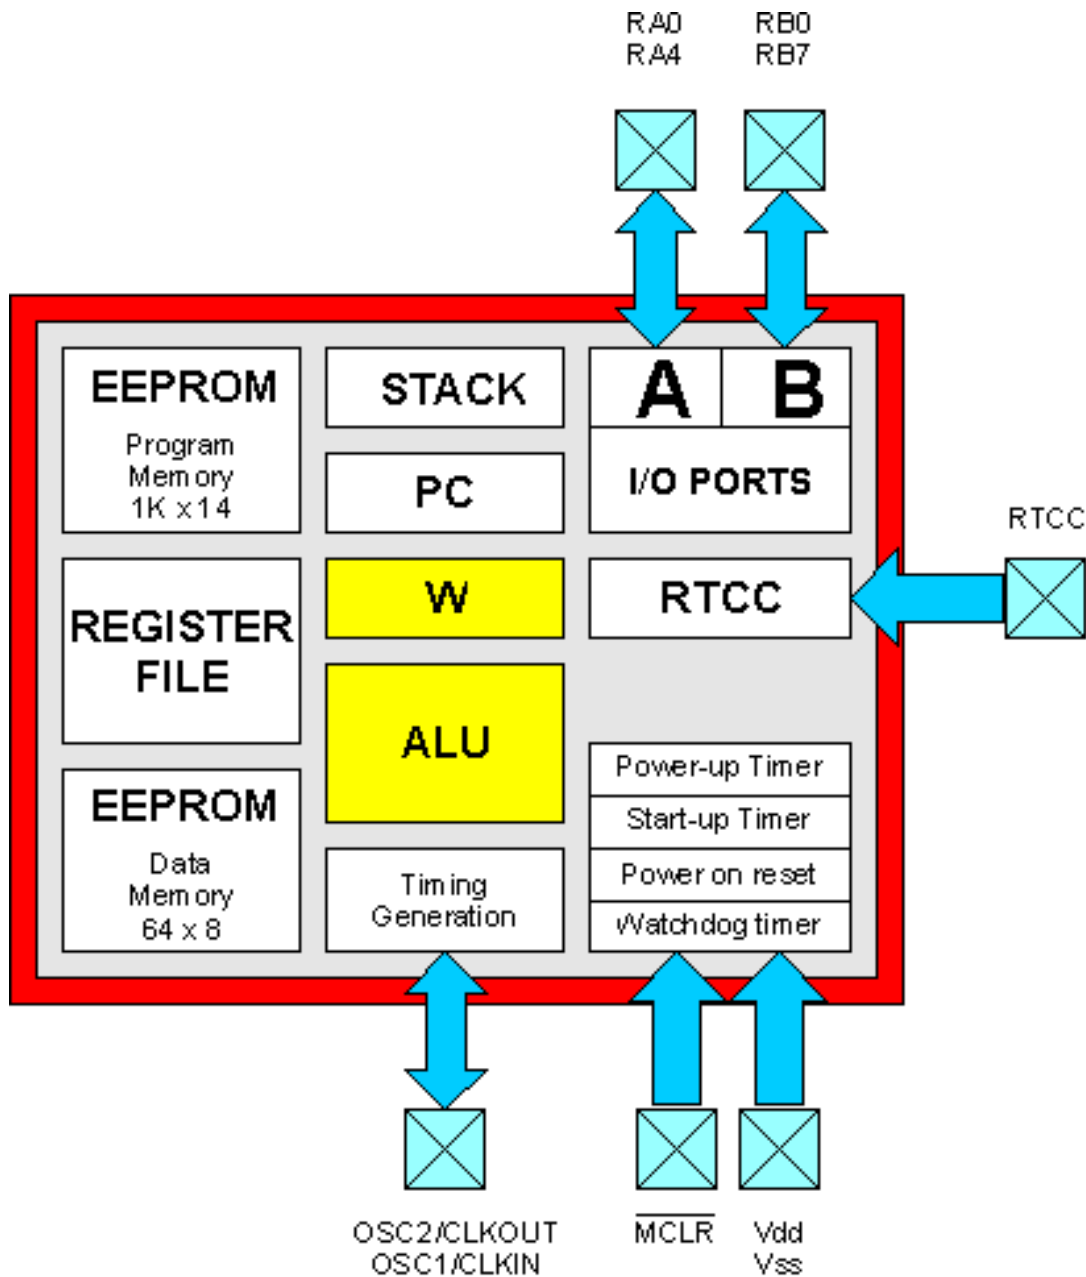 RA0
RA4
RB0
RB7
EEPROM
Program
Memory
1K x14
STACK
A
B
I/O PORTS
PC
RTCC
REGISTER
FILE
W
RTCC
ALU
EEPROM
Data
Memory
64 x 8
Timing
Generation
Power-up Timer
Start-up Timer
Power on reset
Watchdog timer
OSC2/CLKOUT
OSC1/CLKIN
MCLR
Vdd
Vss